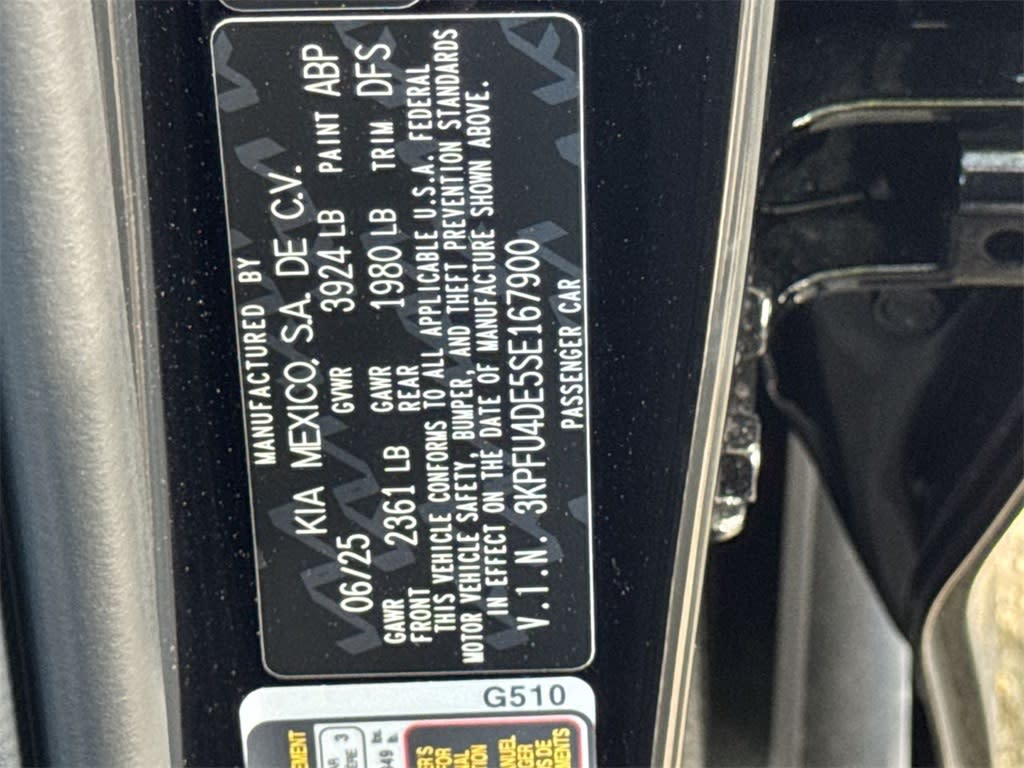 MANUFACTURED BY
KIA MEXICO, S.A. DE C.V.
06/25 GVWR 3924 LB PAINT ABP
GAWR FRONT 2361 LB GAWR REAR 1980 LB TRIM DFS
THIS VEHICLE CONFORMS TO ALL APPLICABLE U.S.A. FEDERAL
MOTOR VEHICLE SAFETY, BUMPER, AND THEFT PREVENTION STANDARDS
IN EFFECT ON THE DATE OF MANUFACTURE SHOWN ABOVE.
V.I.N. 3KPFU4DE5SE167900
PASSENGER CAR
G510